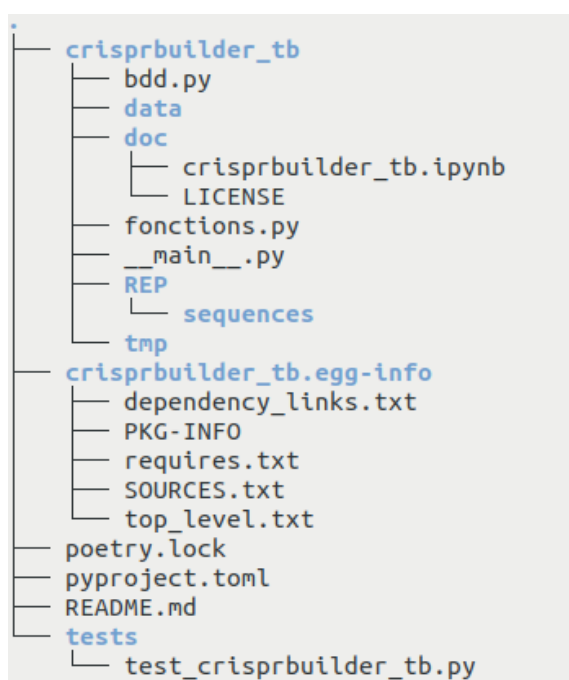 .
crisprbuilder_tb
bdd.py
data
doc
crisprbuilder_tb.ipynb
LICENSE
fonctions.py
__main__.py
REP
sequences
tmp
crisprbuilder_tb.egg-info
dependency_links.txt
PKG-INFO
requires.txt
SOURCES.txt
top_level.txt
poetry.lock
pyproject.toml
README.md
tests
test_crisprbuilder_tb.py